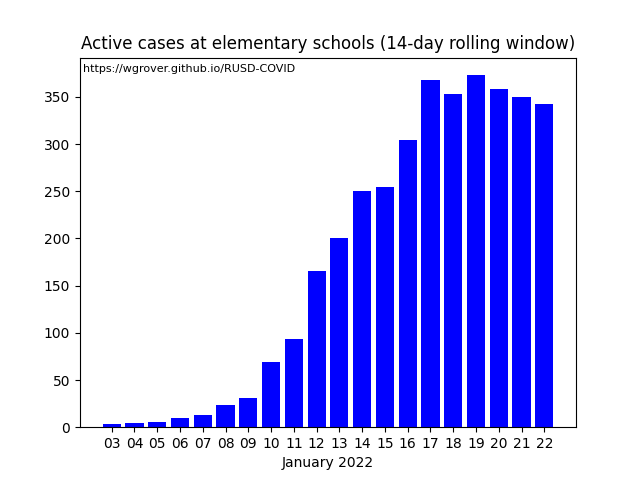 Active cases at elementary schools (14-day rolling window)
https://wgrover.github.io/RUSD-COVID
350
300
250
200
150
100
50
0
03 04 05 06 07 08 09 10 11 12 13 14 15 16 17 18 19 20 21 22
January 2022